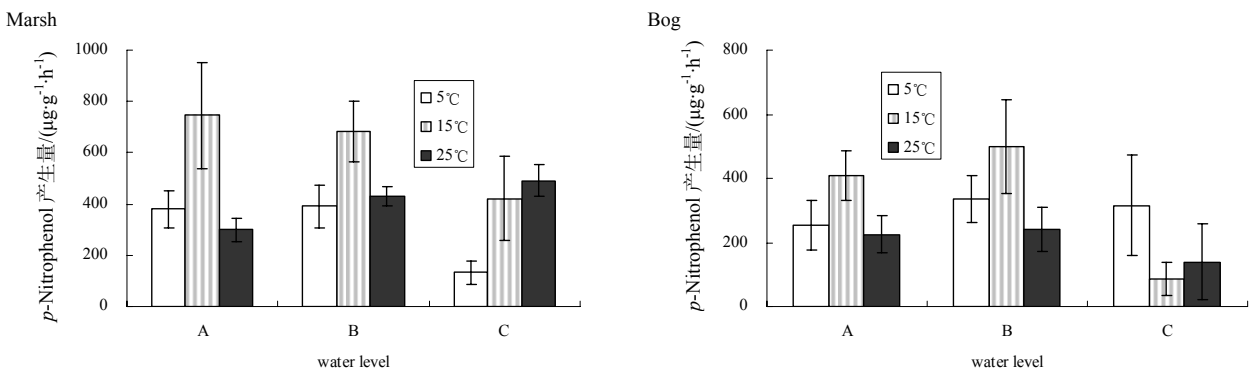 Marsh
p-Nitrophenol 产生量/(μg·g⁻¹·h⁻¹)
1000
800
600
400
200
0
5℃
15℃
25℃
A B C
water level
Bog
p-Nitrophenol 产生量/(μg·g⁻¹·h⁻¹)
800
600
400
200
0
5℃
15℃
25℃
A B C
water level